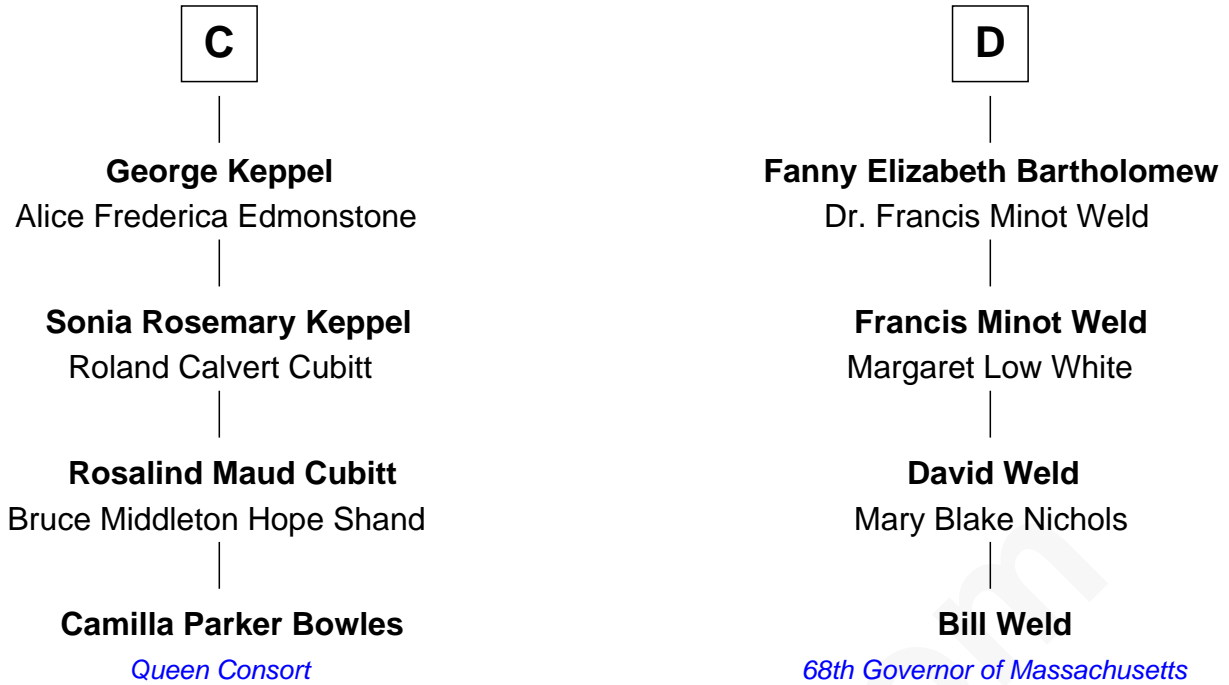 C
George Keppel
Alice Frederica Edmonstone
Sonia Rosemary Keppel
Roland Calvert Cubitt
Rosalind Maud Cubitt
Bruce Middleton Hope Shand
Camilla Parker Bowles
Queen Consort
D
Fanny Elizabeth Bartholomew
Dr. Francis Minot Weld
Francis Minot Weld
Margaret Low White
David Weld
Mary Blake Nichols
Bill Weld
68th Governor of Massachusetts
om